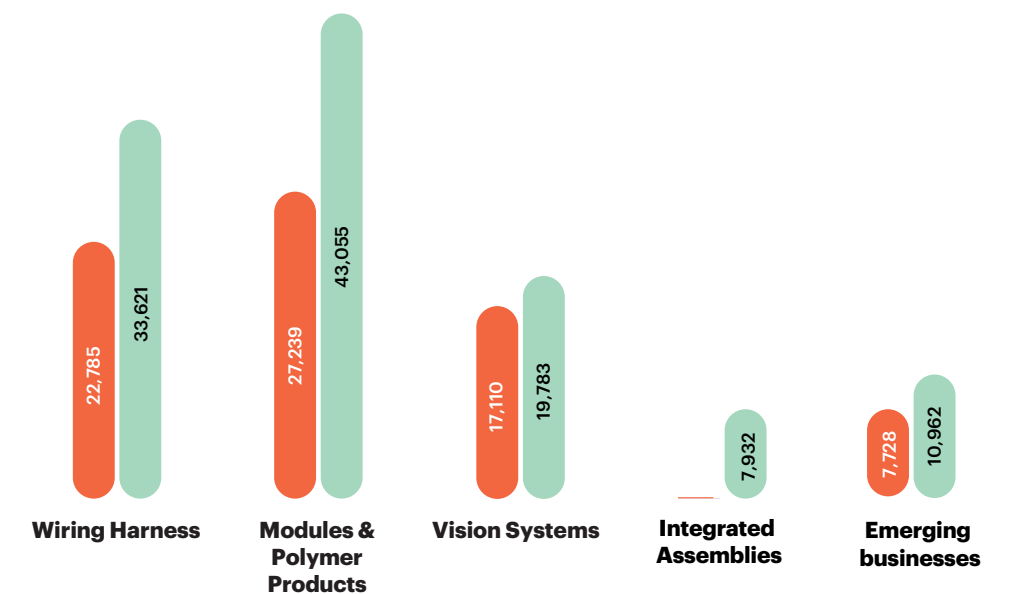 22,785
33,621
27,239
43,055
17,110
19,783
7,932
7,728
10,962
Wiring Harness
Modules &
Polymer
Products
Vision Systems
Integrated
Assemblies
Emerging
businesses